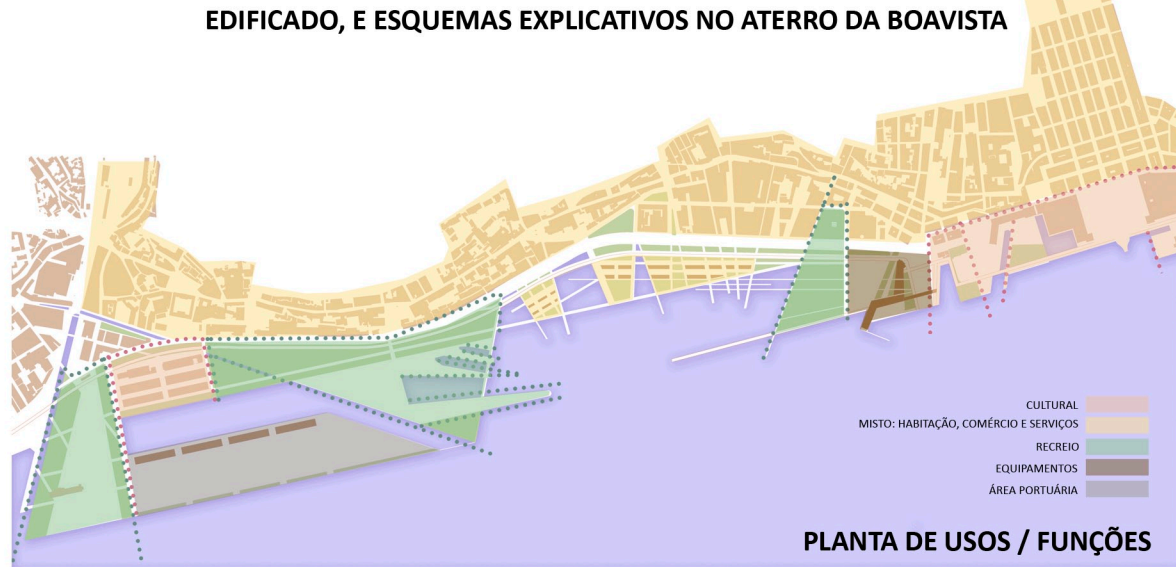 EDIFICADO, E ESQUEMAS EXPLICATIVOS NO ATERRO DA BOAVISTA
CULTURAL
MISTO: HABITAÇÃO, COMÉRCIO E SERVIÇOS
RECREIO
EQUIPAMENTOS
ÁREA PORTUÁRIA
PLANTA DE USOS / FUNÇÕES